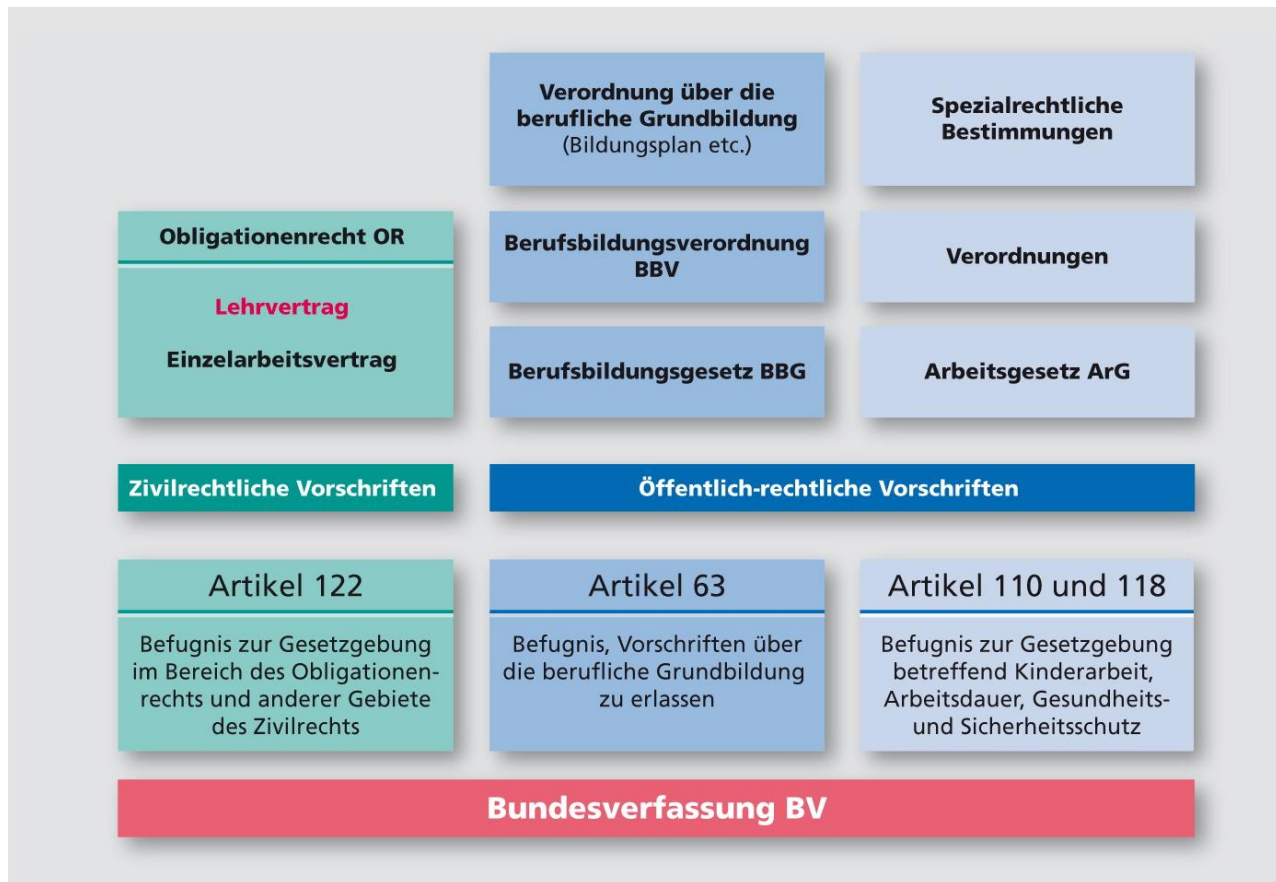 Verordnung über die
berufliche Grundbildung
(Bildungsplan etc.)
Spezialrechtliche
Bestimmungen
Obligationenrecht OR
Lehrvertrag
Einzelarbeitsvertrag
Berufsbildungsverordnung
BBV
Verordnungen
Berufsbildungsgesetz BBG
Arbeitsgesetz ArG
Zivilrechtliche Vorschriften
Öffentlich-rechtliche Vorschriften
Artikel 122
Befugnis zur Gesetzgebung
im Bereich des Obligationen-
rechts und anderer Gebiete
des Zivilrechts
Artikel 63
Befugnis, Vorschriften über
die berufliche Grundbildung
zu erlassen
Artikel 110 und 118
Befugnis zur Gesetzgebung
betreffend Kinderarbeit,
Arbeitsdauer, Gesundheits-
und Sicherheitsschutz
Bundesverfassung BV